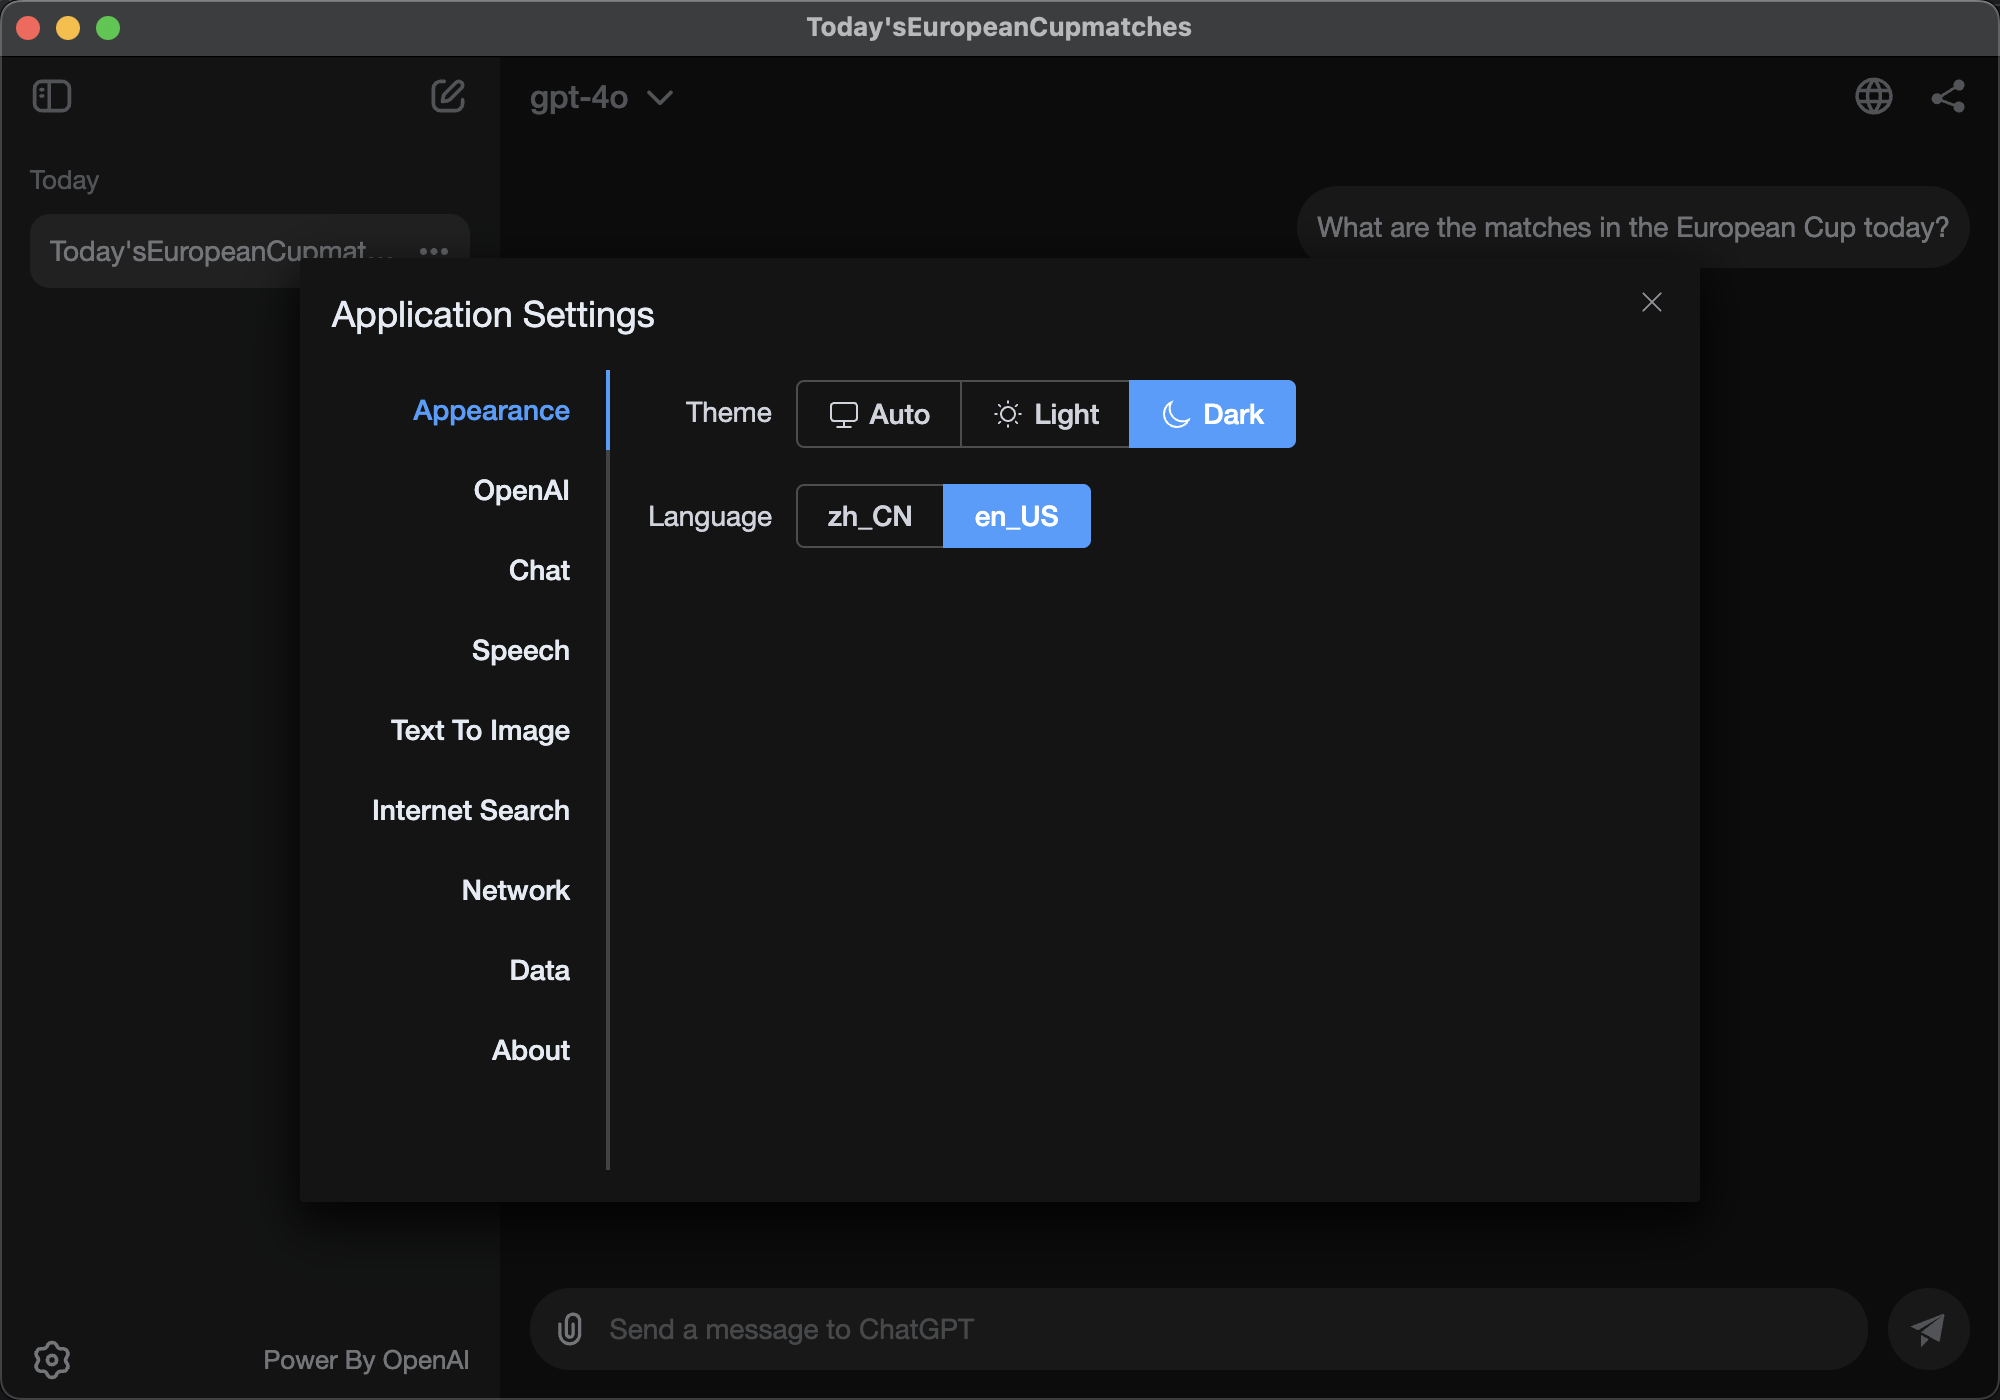 Today'sEuropeanCupmatches
gpt-4o
Today
Today'sEuropeanCupmat...
What are the matches in the European Cup today?
Application Settings
Appearance
OpenAI
Chat
Speech
Text To Image
Internet Search
Network
Data
About
Theme
Auto
Light
Dark
Language
zh_CN
en_US
Send a message to ChatGPT
Power By OpenAI